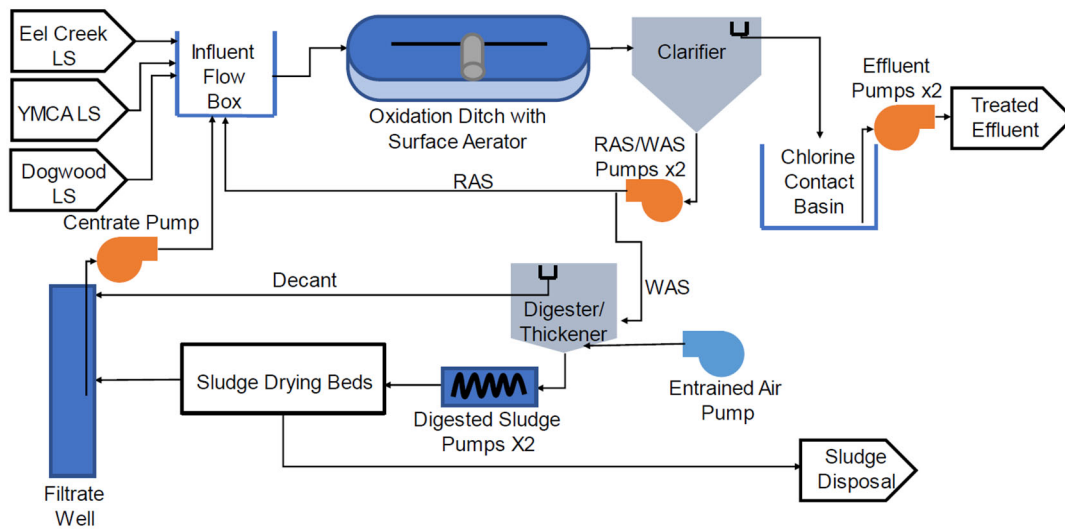 Eel Creek
LS
YMCA LS
Dogwood
LS
Influent
Flow
Box
Oxidation Ditch with
Surface Aerator
Clarifier
RAS/WAS
Pumps x2
RAS
Effluent
Pumps x2
Treated
Effluent
Chlorine
Contact
Basin
Centrate Pump
Decant
WAS
Digester/
Thickener
Entrained Air
Pump
Sludge Drying Beds
Digested Sludge
Pumps X2
Filtrate
Well
Sludge
Disposal